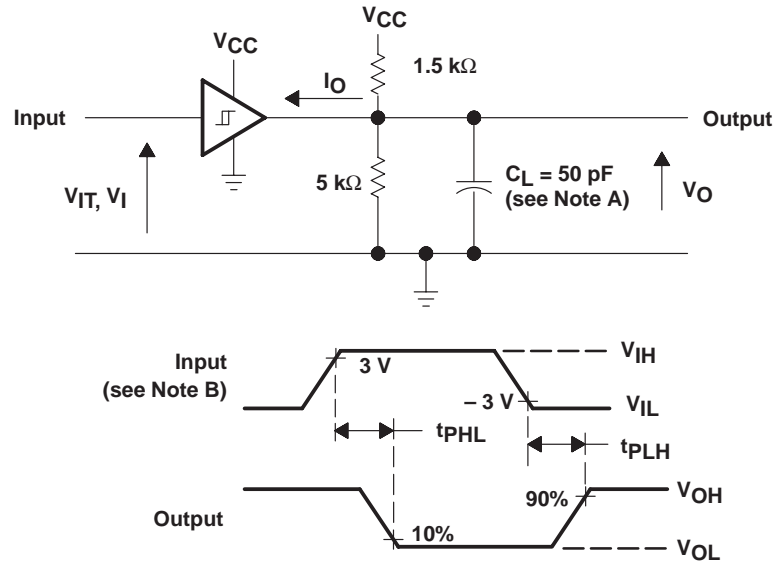 VCC
VCC
1.5 kΩ
IO
Input
Output
5 kΩ
CL = 50 pF
(see Note A)
VIT, VI
VO
Input
(see Note B)
3 V
VIH
– 3 V
VIL
tPHL
tPLH
90%
VOH
Output
10%
VOL